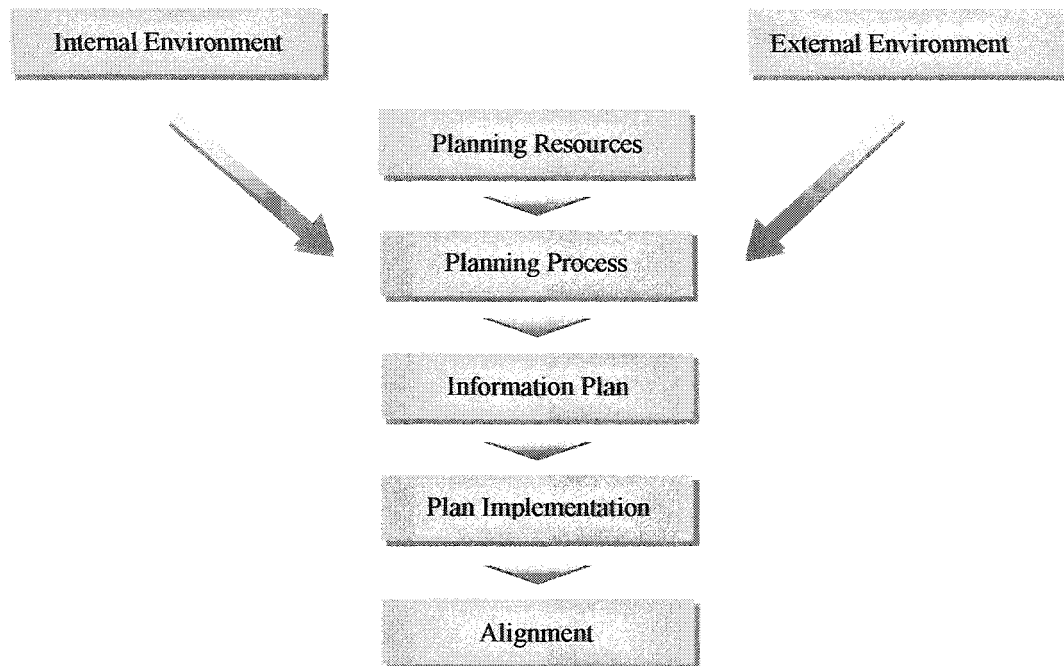 Internal Environment
External Environment
Planning Resources
Planning Process
Information Plan
Plan Implementation
Alignment